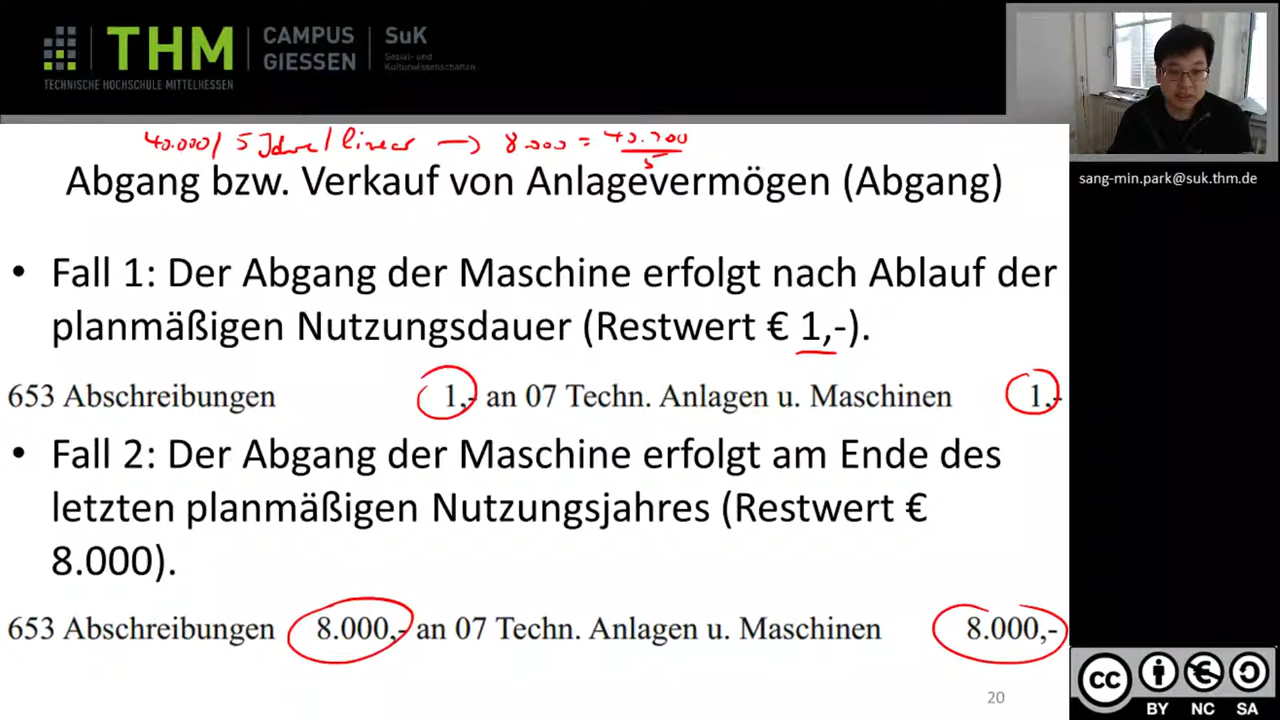 THM
CAMPUS
GIESSEN
SuK
Sozial- und
Kulturwissenschaften
TECHNISCHE HOCHSCHULE MITTELHESSEN
sang-min.park@suk.thm.de
40.000 / 5 Jahre / linear → 8.000 = 40.000
5
Abgang bzw. Verkauf von Anlagevermögen (Abgang)
• Fall 1: Der Abgang der Maschine erfolgt nach Ablauf der
planmäßigen Nutzungsdauer (Restwert € 1,-).
653 Abschreibungen 1,- an 07 Techn. Anlagen u. Maschinen 1,-
• Fall 2: Der Abgang der Maschine erfolgt am Ende des
letzten planmäßigen Nutzungsjahres (Restwert €
8.000).
653 Abschreibungen 8.000,- an 07 Techn. Anlagen u. Maschinen 8.000,-
20
CC
BY NC SA